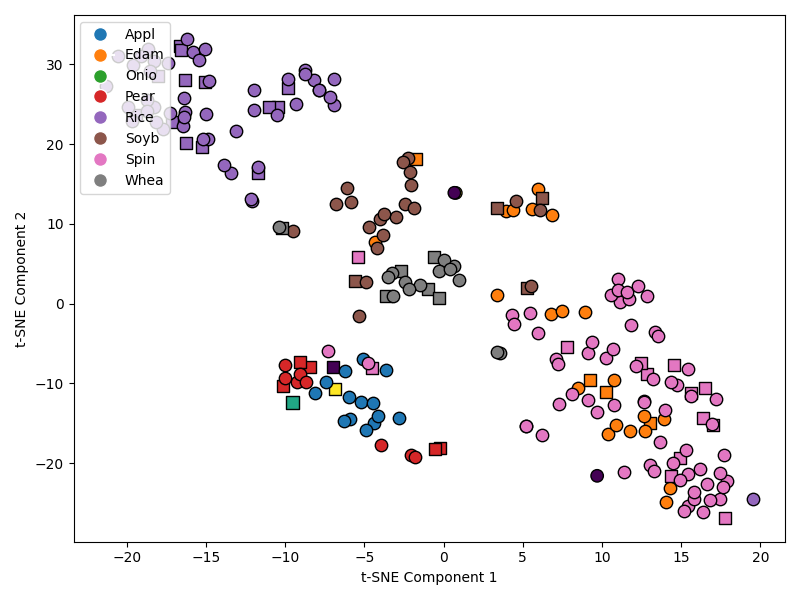 Appl
Edam
Onio
Pear
Rice
Soyb
Spin
Whea
t-SNE Component 2
30
20
10
0
−10
−20
−20 −15 −10 −5 0 5 10 15 20
t-SNE Component 1